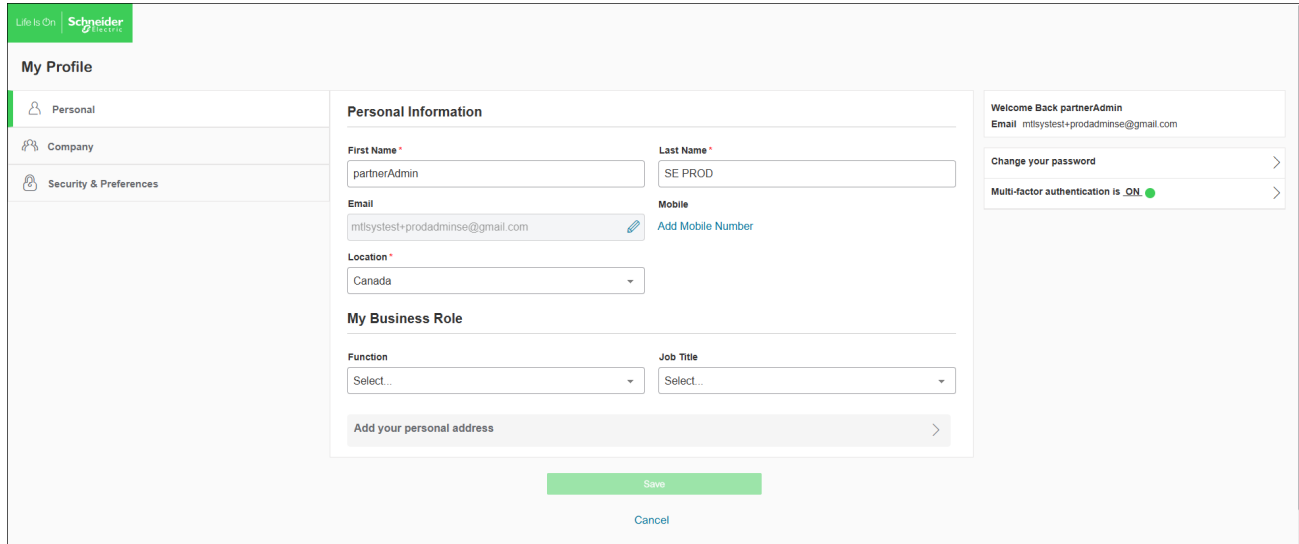 Life Is On | Schneider Electric
My Profile
Personal
Company
Security & Preferences
Personal Information
First Name *
Last Name *
partnerAdmin
SE PROD
Email
Mobile
mtlsystest+prodadminse@gmail.com
Add Mobile Number
Location *
Canada
My Business Role
Function
Job Title
Select...
Select...
Add your personal address
Save
Cancel
Welcome Back partnerAdmin
Email mtlsystest+prodadminse@gmail.com
Change your password
Multi-factor authentication is ON